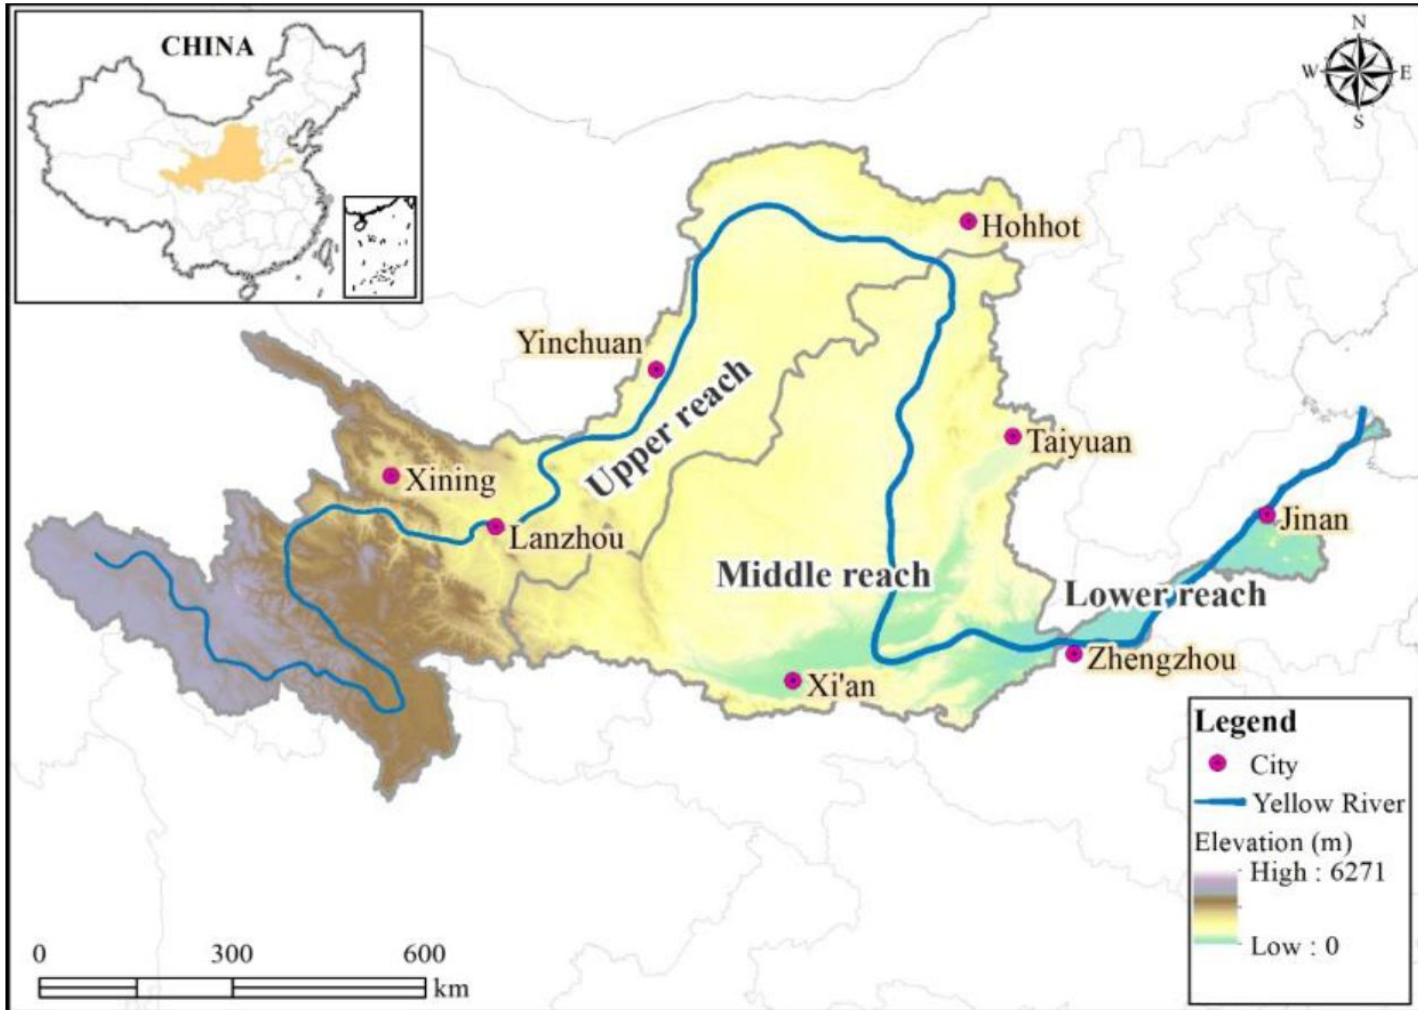 CHINA
N
W E
S
Hohhot
Yinchuan
Upper reach
Taiyuan
Xining
Lanzhou
Jinan
Middle reach
Lower reach
Zhengzhou
Xi'an
Legend
City
Yellow River
Elevation (m)
High : 6271
Low : 0
0 300 600
km